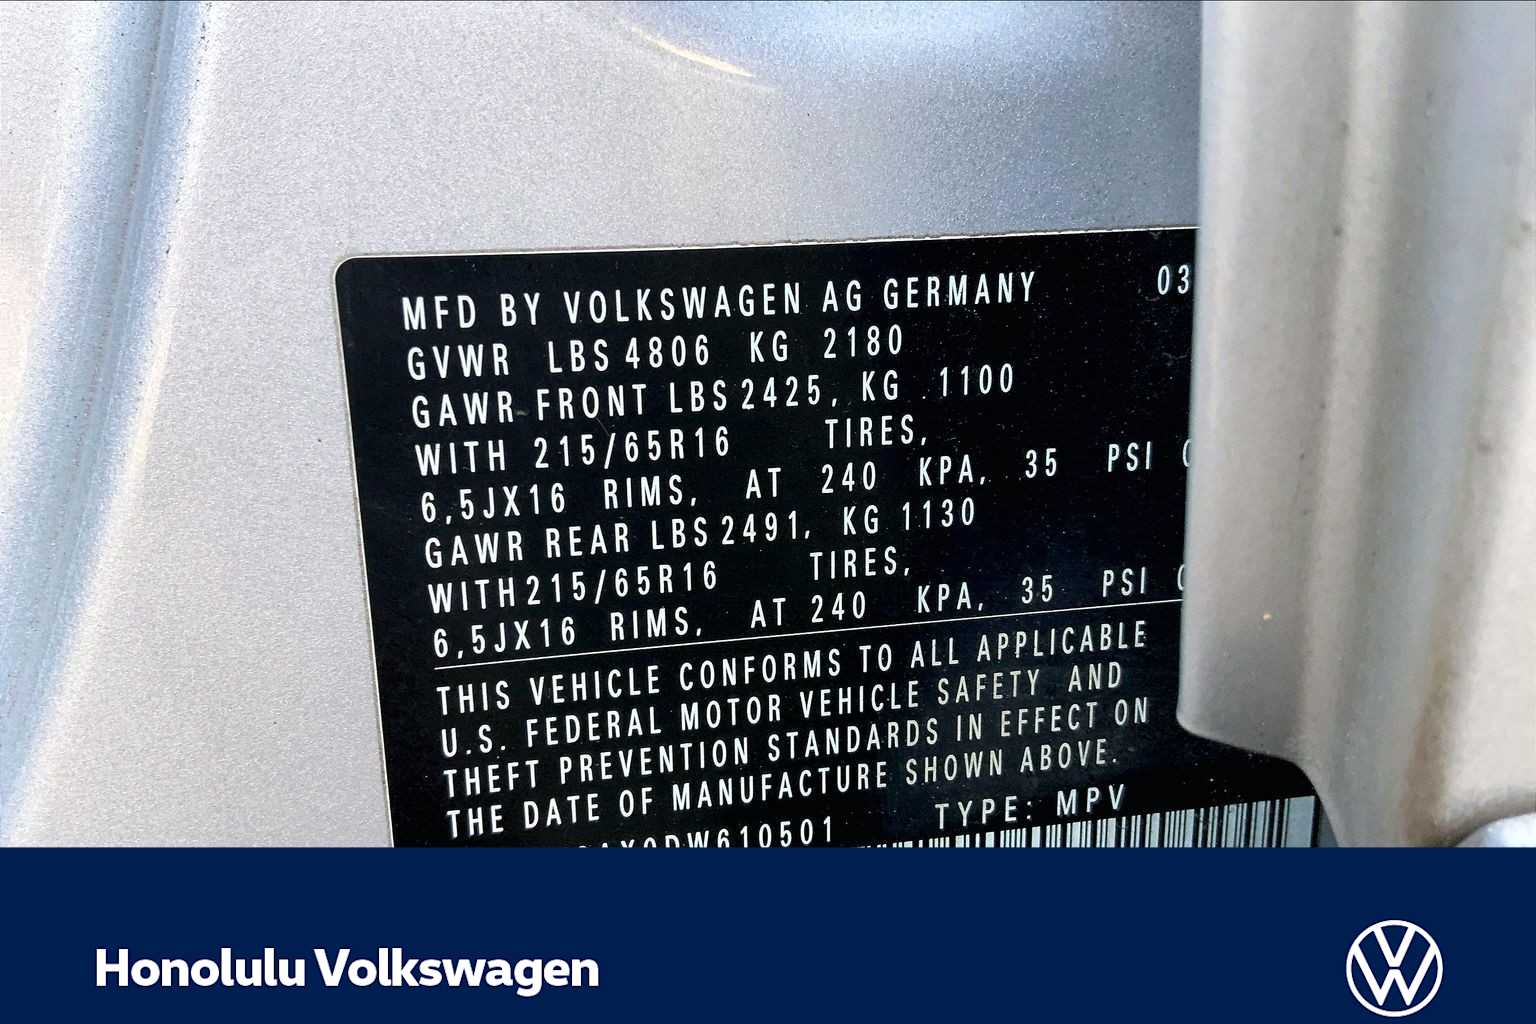 MFD BY VOLKSWAGEN AG GERMANY 03
GVWR LBS 4806 KG 2180
GAWR FRONT LBS 2425, KG 1100
WITH 215/65R16 TIRES,
6,5JX16 RIMS, AT 240 KPA, 35 PSI
GAWR REAR LBS 2491, KG 1130
WITH 215/65R16 TIRES,
6,5JX16 RIMS, AT 240 KPA, 35 PSI
THIS VEHICLE CONFORMS TO ALL APPLICABLE
U.S. FEDERAL MOTOR VEHICLE SAFETY AND
THEFT PREVENTION STANDARDS IN EFFECT ON
THE DATE OF MANUFACTURE SHOWN ABOVE.
TYPE: MPV
Honolulu Volkswagen